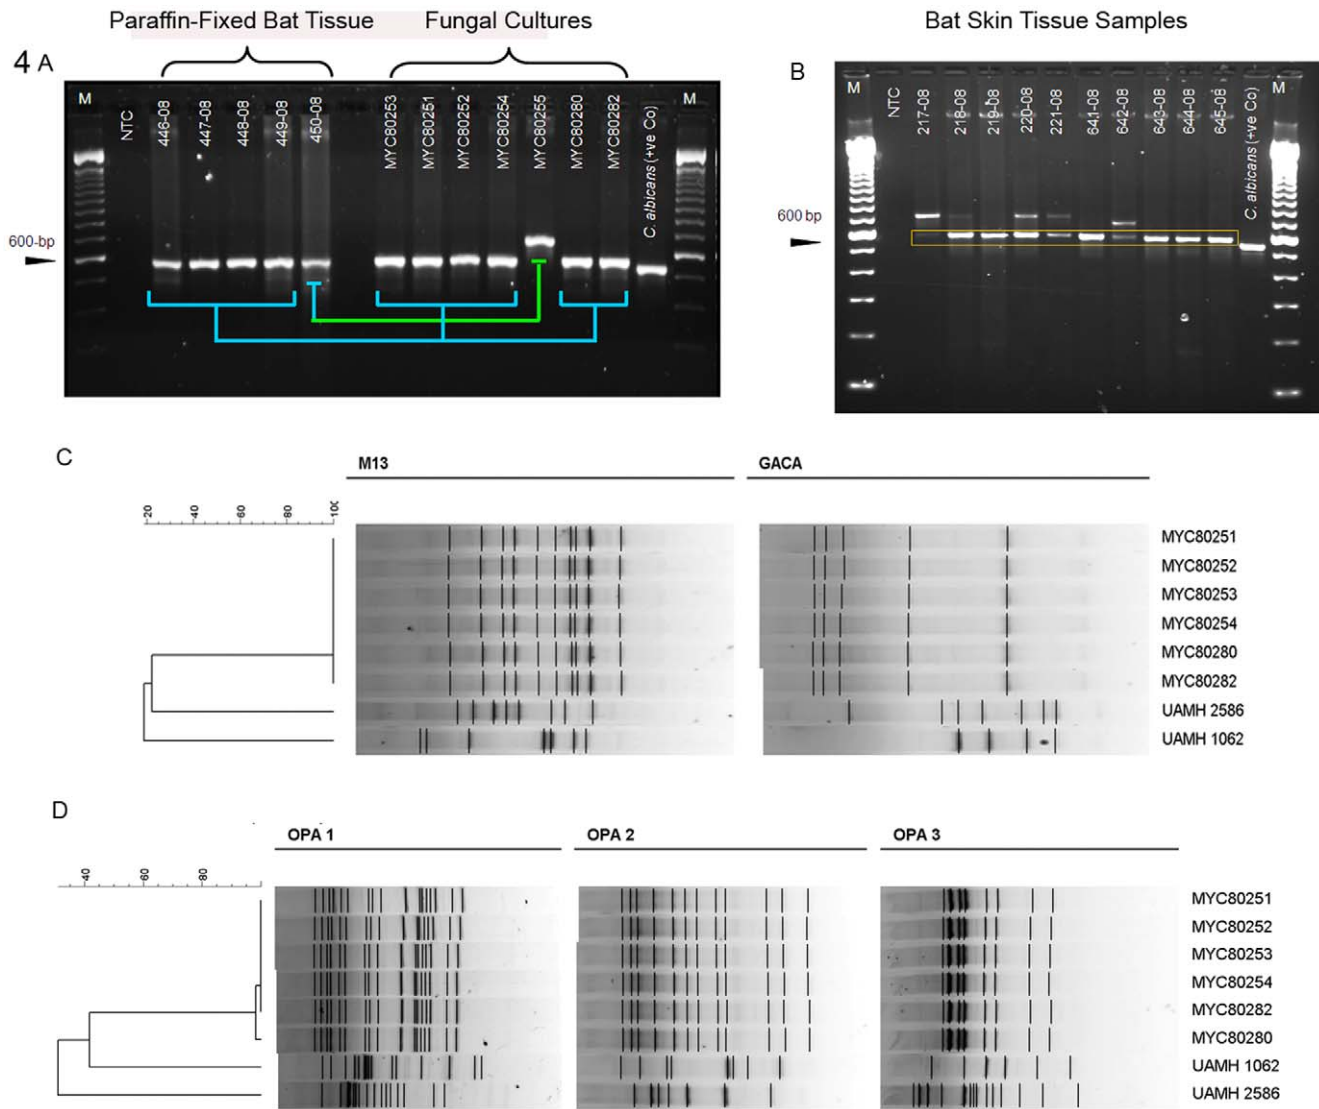 Paraffin-Fixed Bat Tissue
Fungal Cultures
Bat Skin Tissue Samples
4 A
M
NTC
446-08
447-08
449-08
449-08
450-08
MYC80253
MYC80251
MYC80252
MYC80254
MYC80255
MYC80280
MYC80282
C. albicans (+ve Co)
M
600-bp
B
M
NTC
217-08
218-08
219-08
220-08
221-08
641-08
642-08
643-08
644-08
645-08
C. albicans (+ve Co)
M
600 bp
C
M13
GACA
20 40 60 80 100
MYC80251
MYC80252
MYC80253
MYC80254
MYC80280
MYC80282
UAMH 2586
UAMH 1062
D
OPA 1
OPA 2
OPA 3
40 60 80
MYC80251
MYC80252
MYC80253
MYC80254
MYC80282
MYC80280
UAMH 1062
UAMH 2586